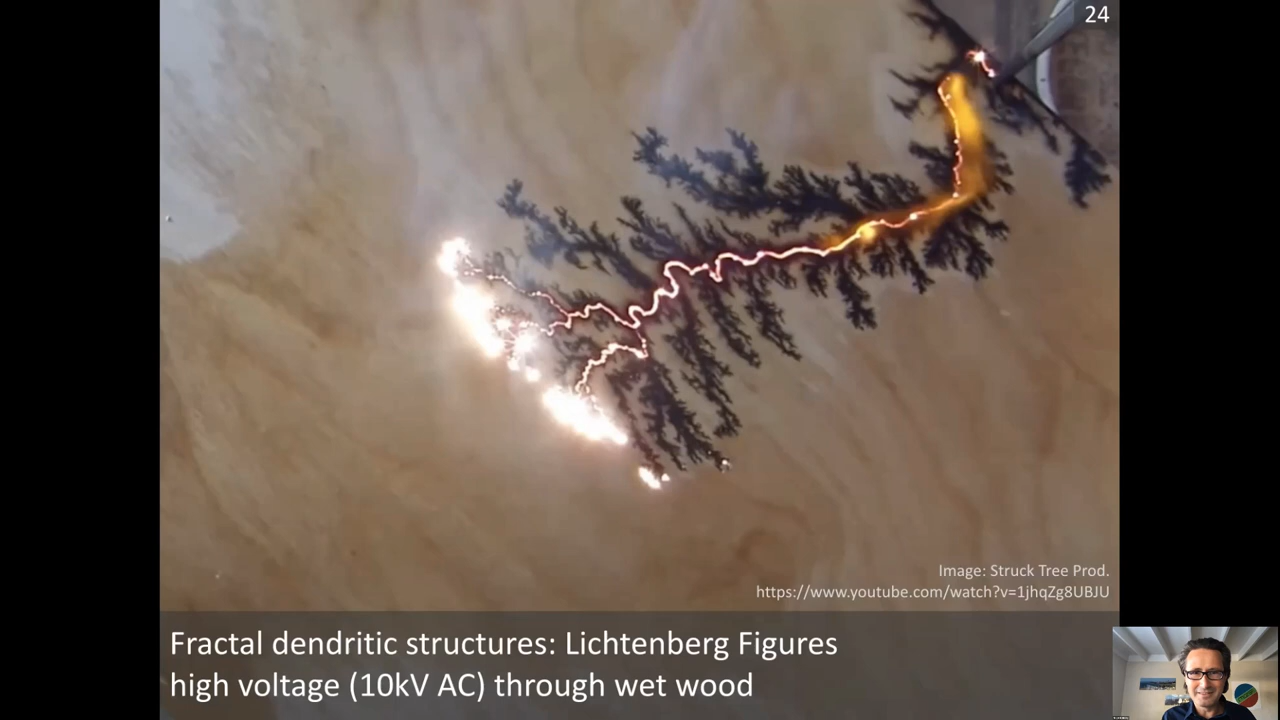 24
Image: Struck Tree Prod.
https://www.youtube.com/watch?v=1jhqZg8UBJU
Fractal dendritic structures: Lichtenberg Figures
high voltage (10kV AC) through wet wood